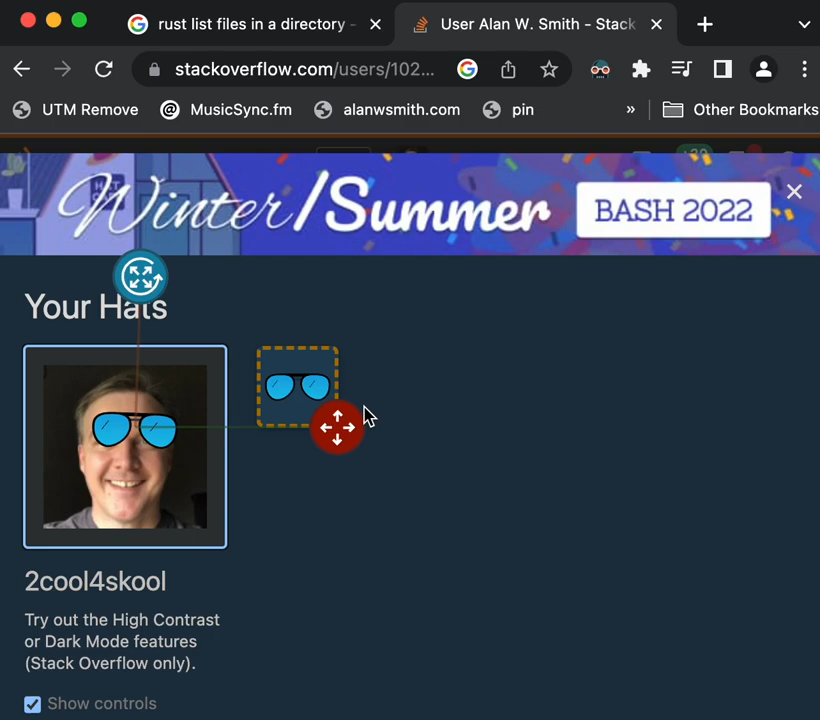 rust list files in a directory -
User Alan W. Smith - Stack
stackoverflow.com/users/102...
UTM Remove
MusicSync.fm
alanwsmith.com
pin
»
Other Bookmarks
Winter/Summer
BASH 2022
Your Hats
2cool4skool
Try out the High Contrast
or Dark Mode features
(Stack Overflow only).
Show controls